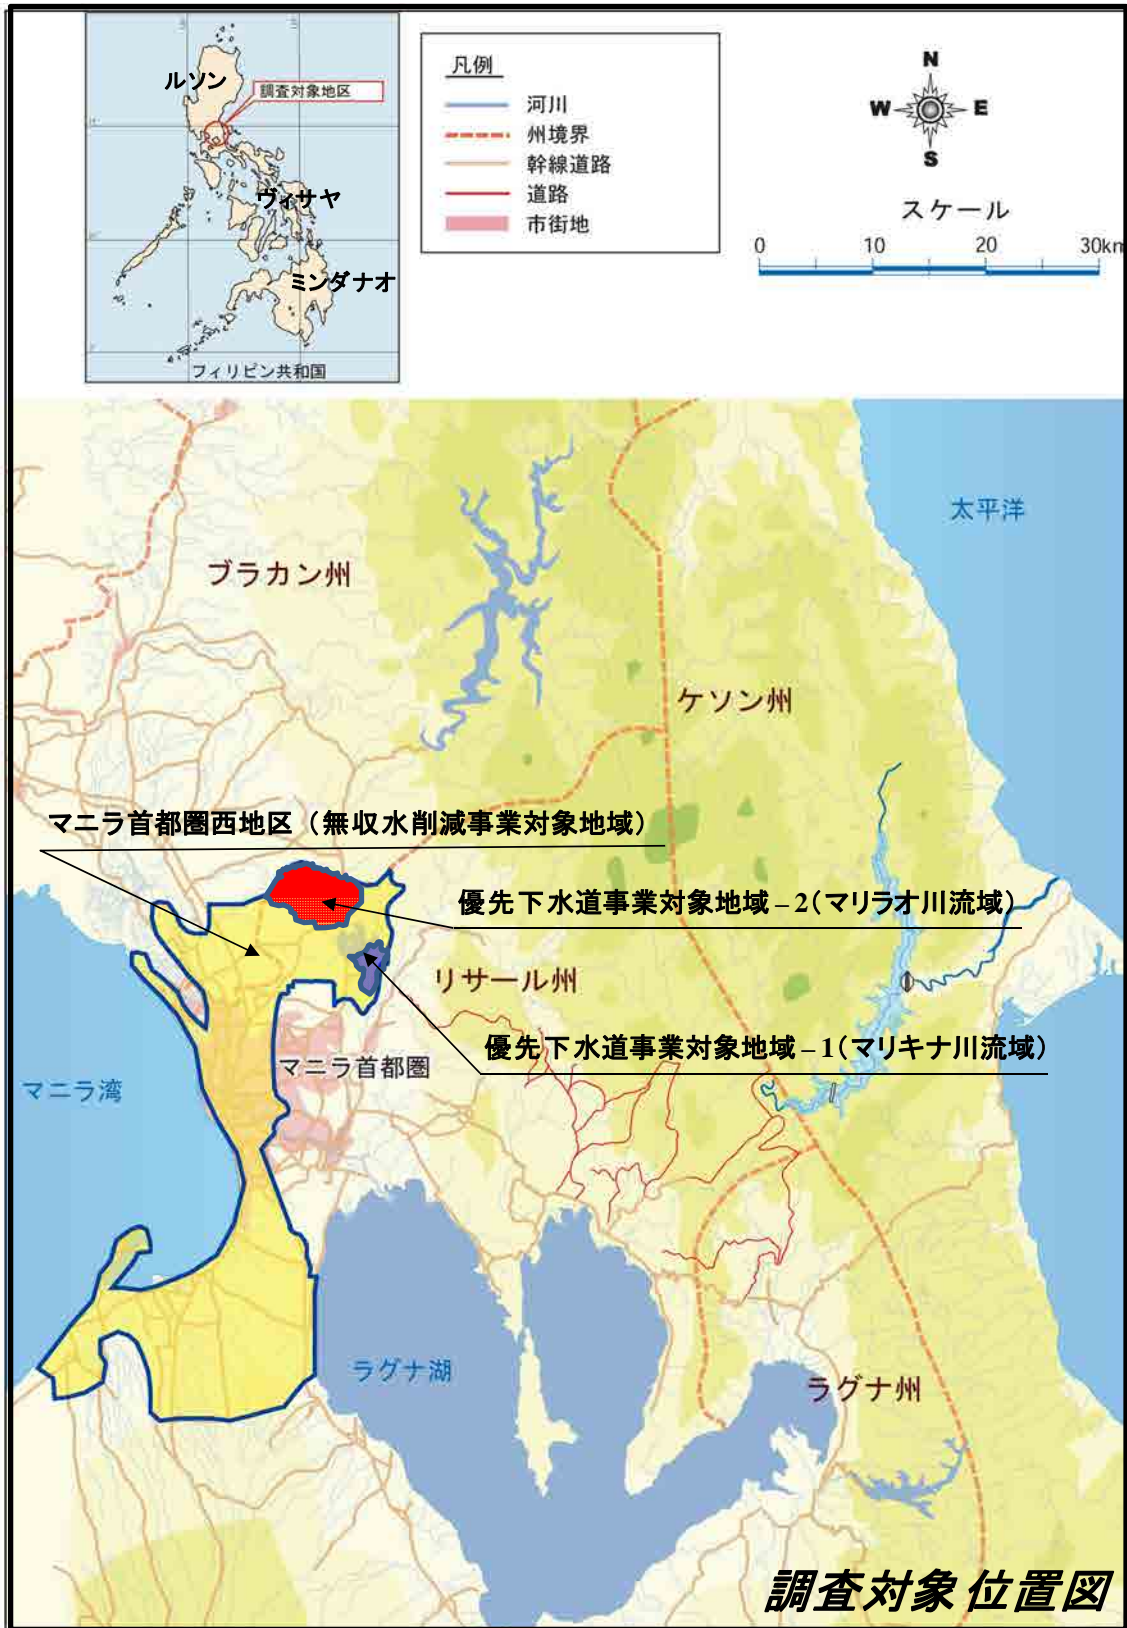 ルソン
調査対象地区
ヴィサヤ
ミンダナオ
フィリピン共和国
凡例
河川
州境界
幹線道路
道路
市街地
N
W
E
S
スケール
0 10 20 30km
太平洋
ブラカン州
ケソン州
マニラ首都圏西地区（無収水削減事業対象地域）
優先下水道事業対象地域－2（マリラオ川流域）
リサール州
優先下水道事業対象地域－1（マリキナ川流域）
マニラ首都圏
マニラ湾
ラグナ湖
ラグナ州
調査対象位置図